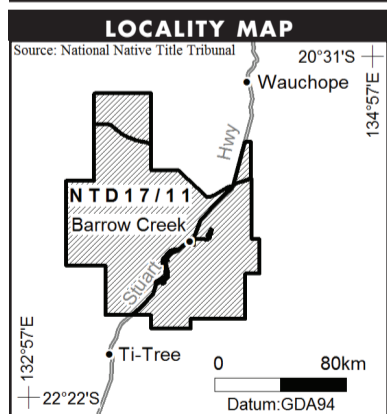 LOCALITY MAP
Source: National Native Title Tribunal
20°31'S
134°57'E
Wauchope
Hwy
NTD17/11
Barrow Creek
Stuart
132°57'E
Ti-Tree
0 80km
22°22'S
Datum:GDA94